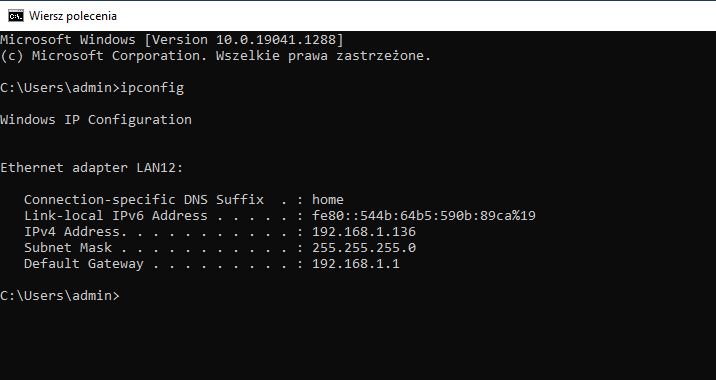 Wiersz polecenia
Microsoft Windows [Version 10.0.19041.1288]
(c) Microsoft Corporation. Wszelkie prawa zastrzeżone.
C:\Users\admin>ipconfig
Windows IP Configuration
Ethernet adapter LAN12:
Connection-specific DNS Suffix  . : home
Link-local IPv6 Address . . . . . : fe80::544b:64b5:590b:89ca%19
IPv4 Address. . . . . . . . . . . : 192.168.1.136
Subnet Mask . . . . . . . . . . . : 255.255.255.0
Default Gateway . . . . . . . . . : 192.168.1.1
C:\Users\admin>